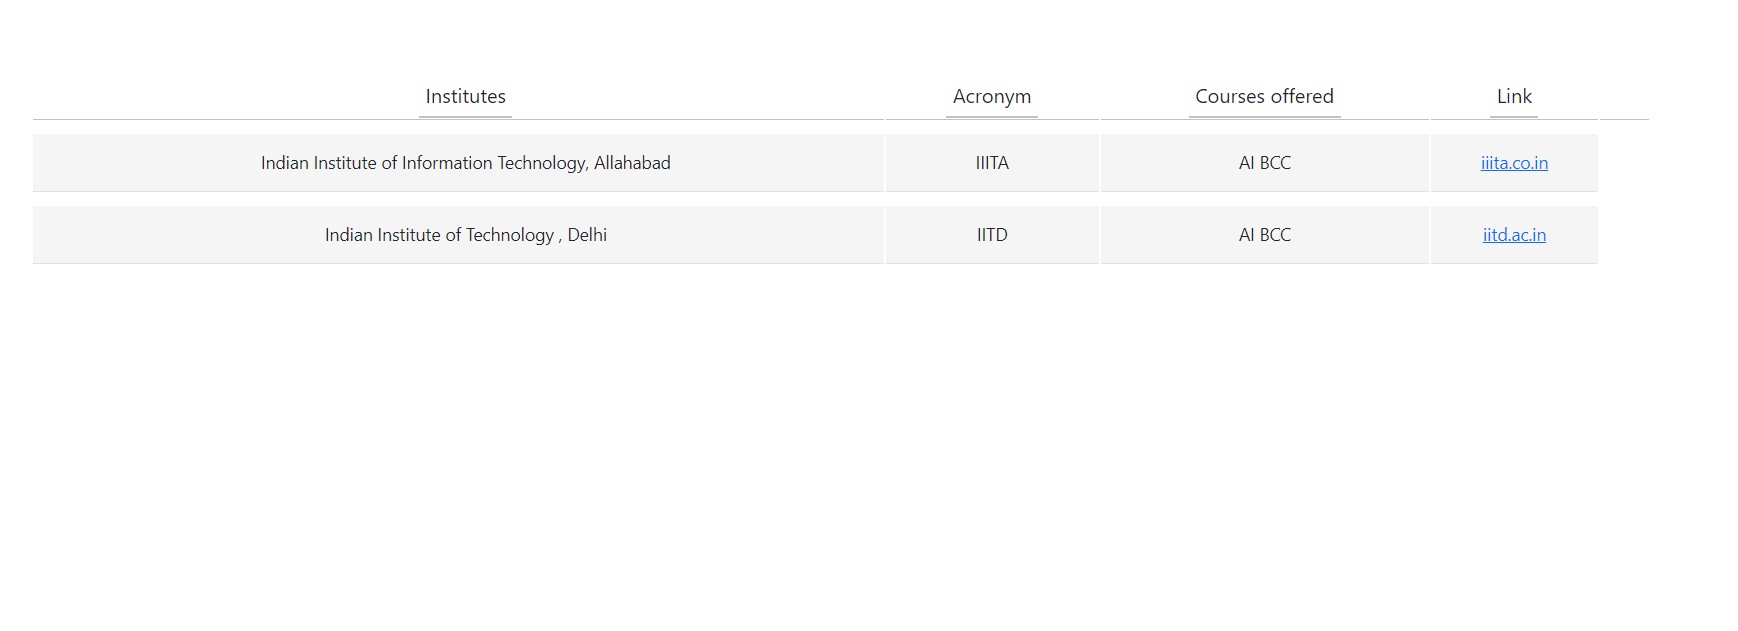 Institutes Acronym Courses offered Link
Indian Institute of Information Technology, Allahabad IIITA AI BCC iiita.co.in
Indian Institute of Technology , Delhi IITD AI BCC iitd.ac.in